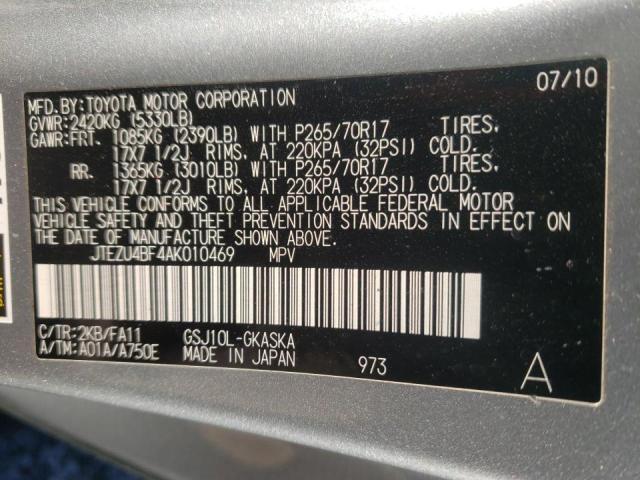 07/10
MFD. BY: TOYOTA MOTOR CORPORATION
GVWR: 2420KG (5330LB)
GAWR: FRT. 1085KG (2390LB) WITH P265/70R17 TIRES,
17X7 1/2J RIMS, AT 220KPA (32PSI) COLD.
RR. 1365KG (3010LB) WITH P265/70R17 TIRES,
17X7 1/2J RIMS, AT 220KPA (32PSI) COLD.
THIS VEHICLE CONFORMS TO ALL APPLICABLE FEDERAL MOTOR
VEHICLE SAFETY AND THEFT PREVENTION STANDARDS IN EFFECT ON
THE DATE OF MANUFACTURE SHOWN ABOVE.
JTEZU4BF4AK010469 MPV
C/TR: 2KB/FA11 GSJ10L-GKASKA
A/TM: A01A/A750E MADE IN JAPAN 973 A